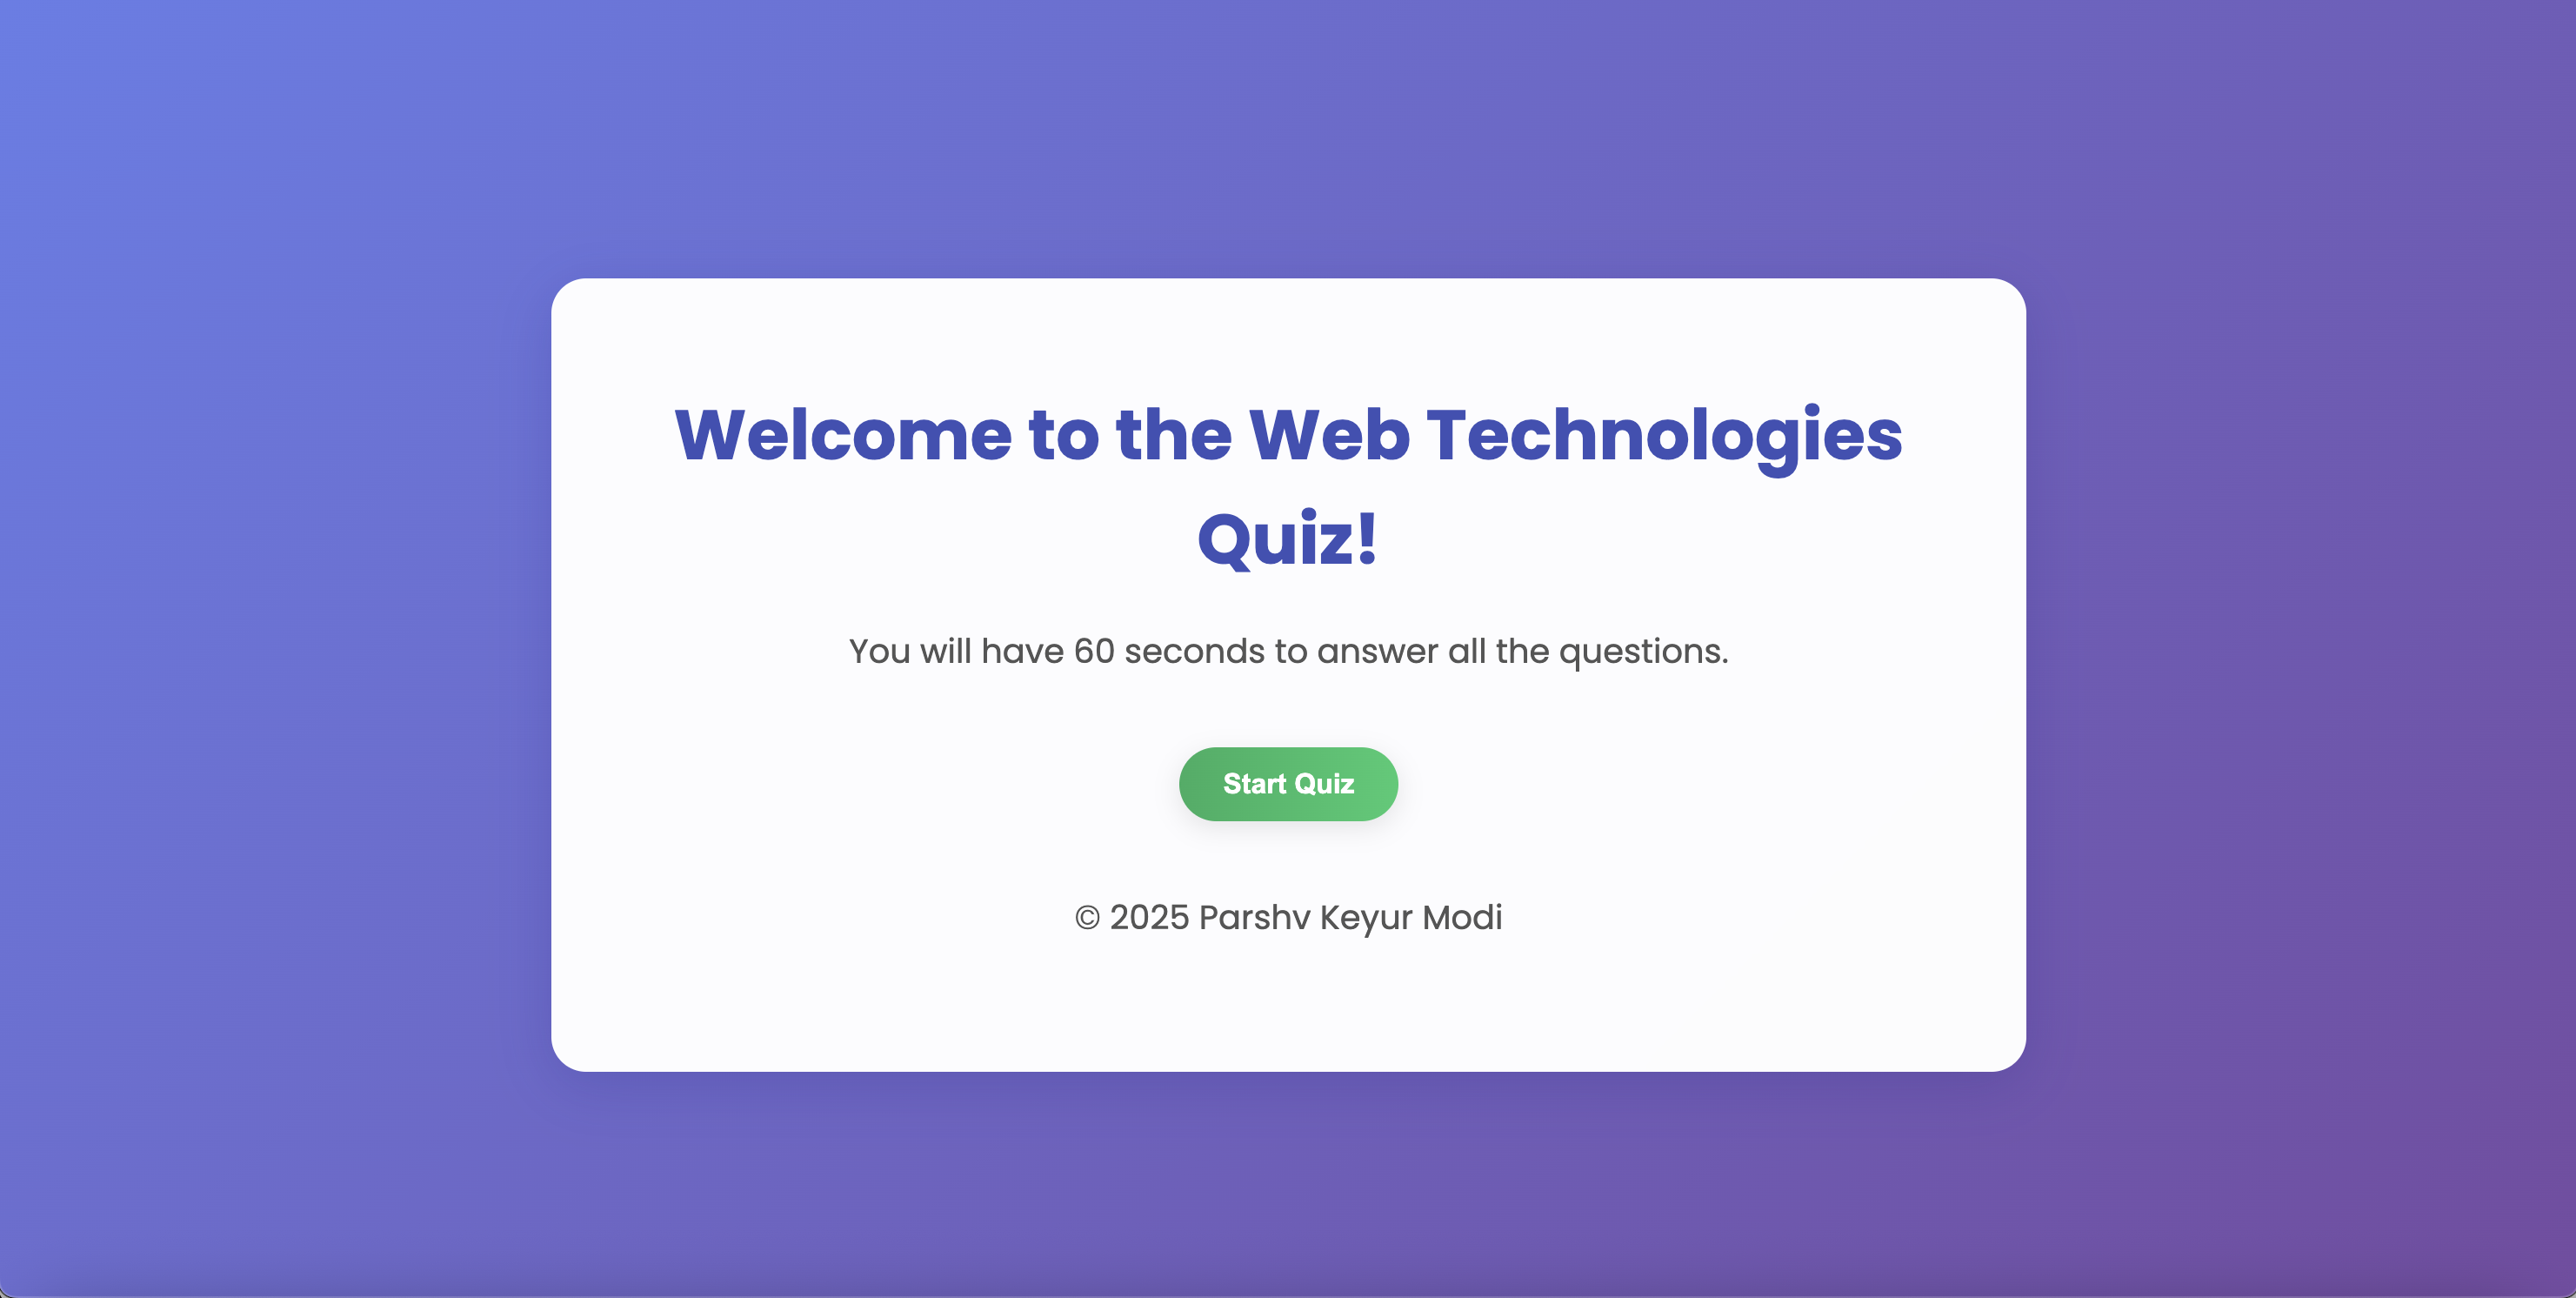 Welcome to the Web Technologies
Quiz!
You will have 60 seconds to answer all the questions.
Start Quiz
© 2025 Parshv Keyur Modi